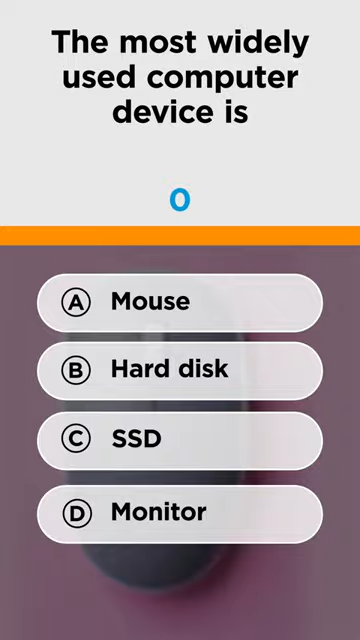 The most widely
used computer
device is
0
A Mouse
B Hard disk
C SSD
D Monitor